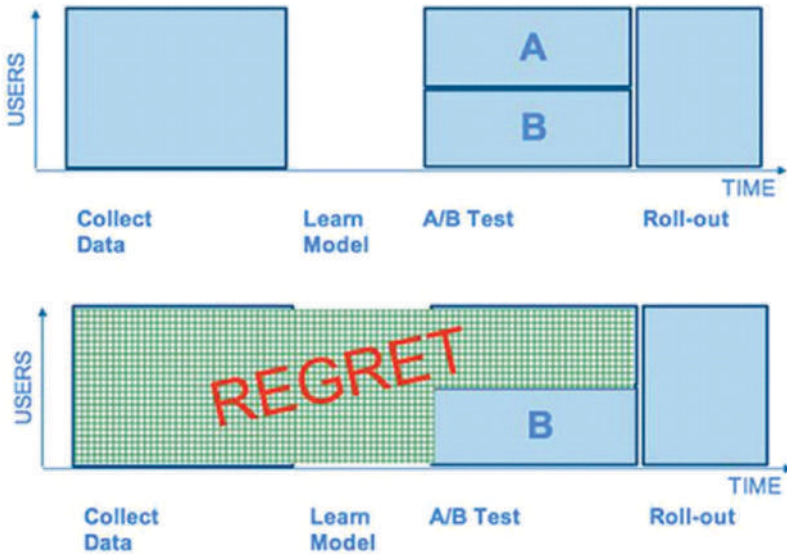 USERS
A
B
TIME
Collect Data
Learn Model
A/B Test
Roll-out
USERS
REGRET
B
TIME
Collect Data
Learn Model
A/B Test
Roll-out